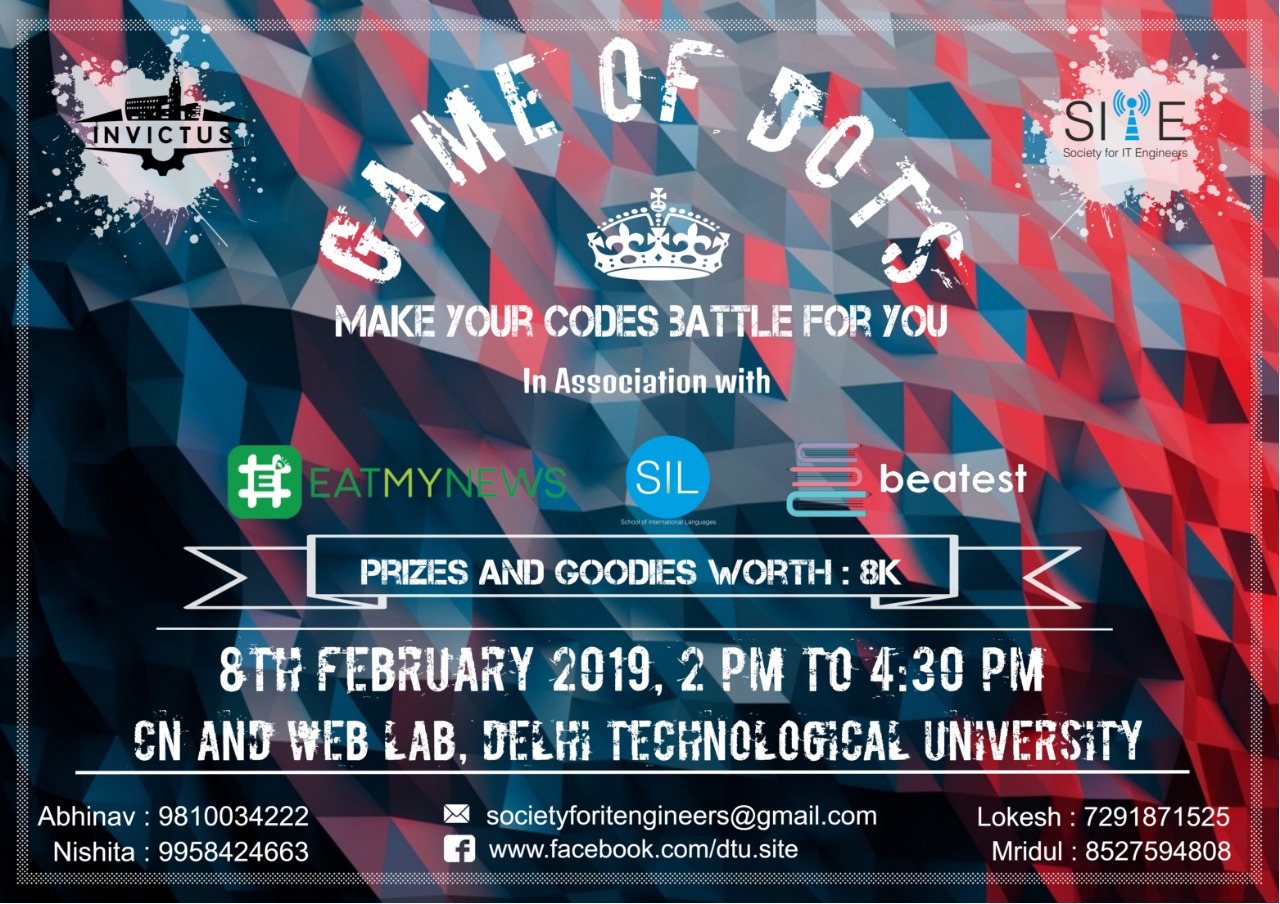 INVICTUS
GAME OF DOTS
SITE
Society for IT Engineers
MAKE YOUR CODES BATTLE FOR YOU
In Association with
EATMYNEWS
SIL
School of International Languages
beatest
PRIZES AND GOODIES WORTH : 8K
8TH FEBRUARY 2019, 2 PM TO 4:30 PM
CN AND WEB LAB, DELHI TECHNOLOGICAL UNIVERSITY
Abhinav : 9810034222
Nishita : 9958424663
societyforitengineers@gmail.com
www.facebook.com/dtu.site
Lokesh : 7291871525
Mridul : 8527594808